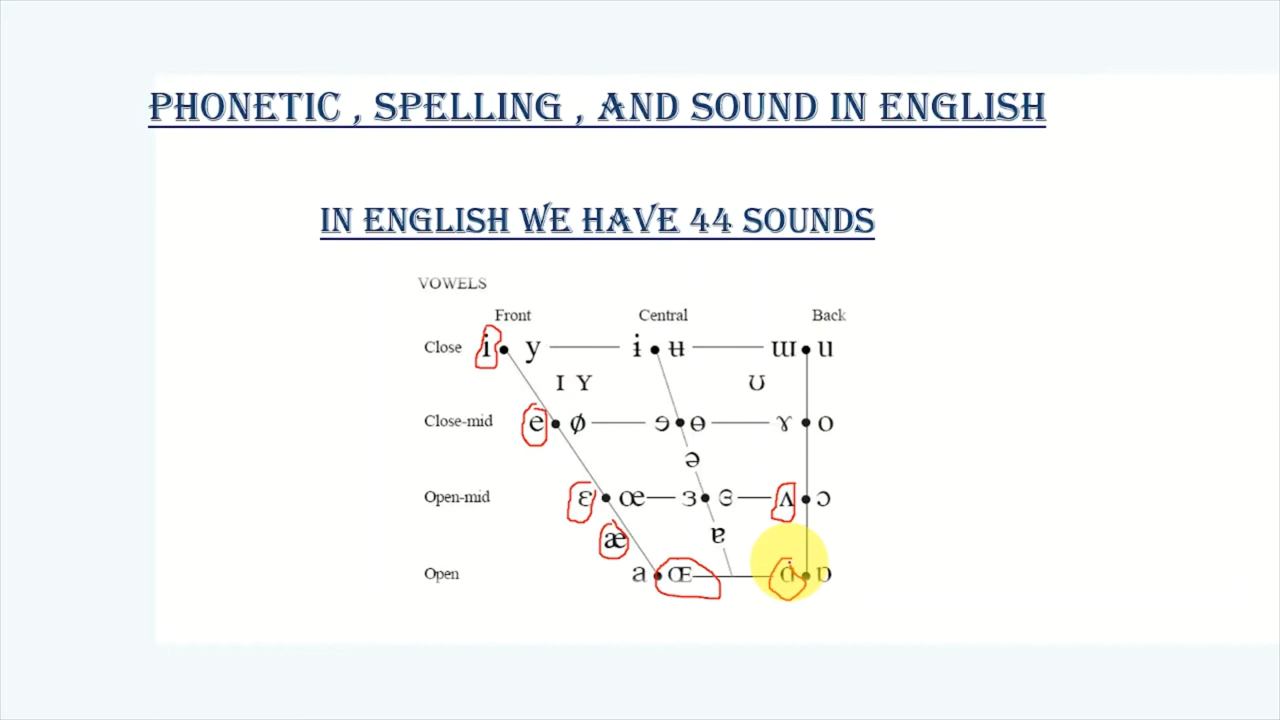 PHONETIC , SPELLING , AND SOUND IN ENGLISH
IN ENGLISH WE HAVE 44 SOUNDS
VOWELS
Front Central Back
Close i y ɨ ʉ ɯ u
ɪ ʏ ʊ
Close-mid e ø ɘ ɵ ɤ o
ə
Open-mid ɛ œ ɜ ɞ ʌ ɔ
æ ɐ
Open a ɶ ɑ ɒ